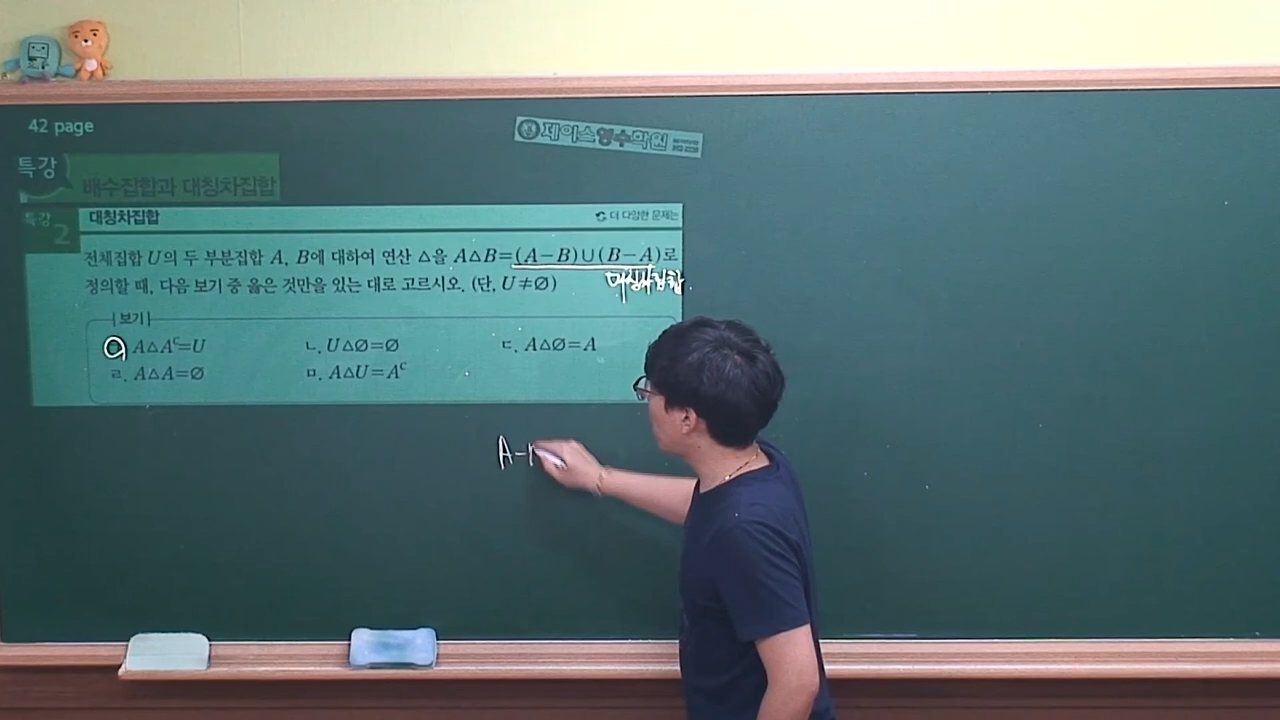 42 page
제이스영수학원
특강
배수집합과 대칭차집합
특강 2
대칭차집합
더 다양한 문제는
전체집합 U의 두 부분집합 A, B에 대하여 연산 △을 A△B=(A−B)∪(B−A)로
정의할 때, 다음 보기 중 옳은 것만을 있는 대로 고르시오. (단, U≠∅)
대칭차집합
보기
A△Aᶜ=U ㄴ. U△∅=∅ ㄷ. A△∅=A
ㄹ. A△A=∅ ㅁ. A△U=Aᶜ
A-